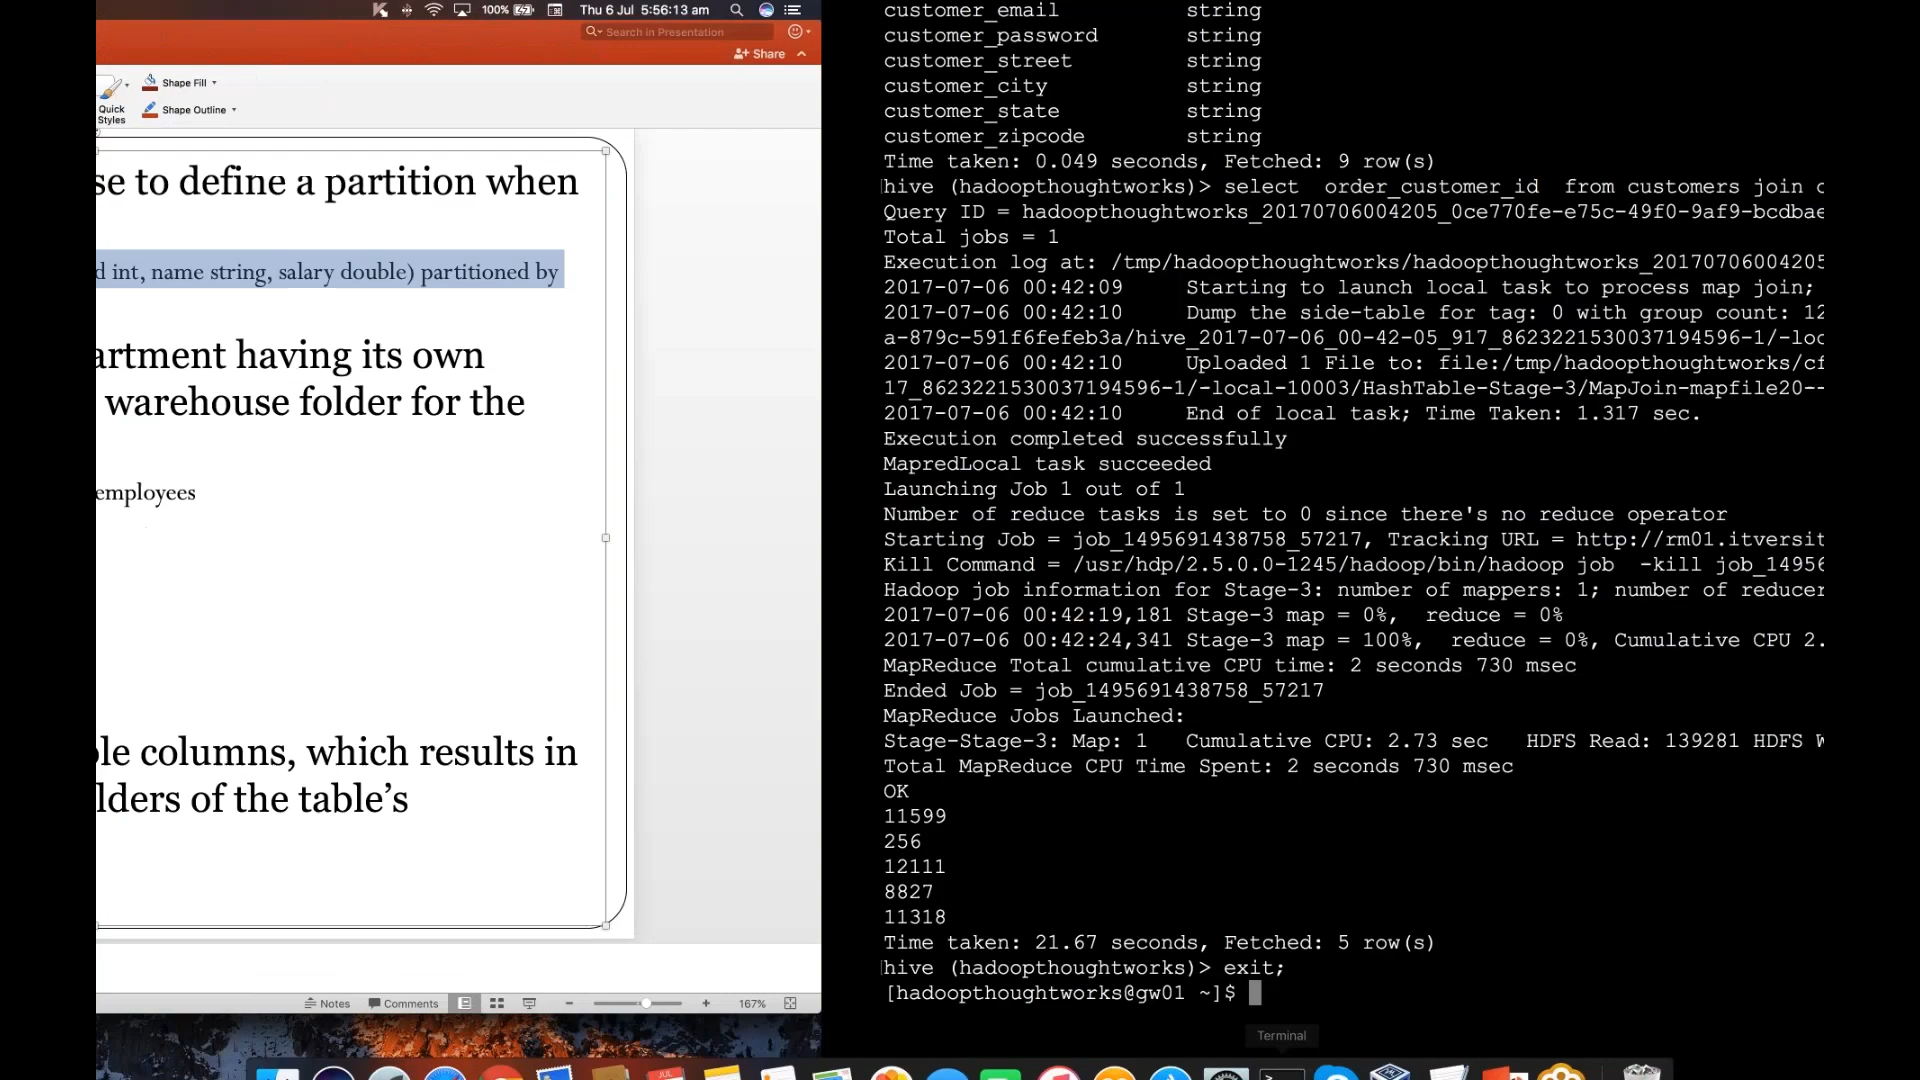 100%
Thu 6 Jul 5:56:13 am
Search in Presentation
Share
Shape Fill
Quick
Styles
Shape Outline
se to define a partition when
d int, name string, salary double) partitioned by
artment having its own
warehouse folder for the
employees
ble columns, which results in
lders of the table's
Notes
Comments
167%
customer_email string
customer_password string
customer_street string
customer_city string
customer_state string
customer_zipcode string
Time taken: 0.049 seconds, Fetched: 9 row(s)
hive (hadoopthoughtworks)> select  order_customer_id  from customers join o
Query ID = hadoopthoughtworks_20170706004205_0ce770fe-e75c-49f0-9af9-bcdbae
Total jobs = 1
Execution log at: /tmp/hadoopthoughtworks/hadoopthoughtworks_20170706004205
2017-07-06 00:42:09 Starting to launch local task to process map join;
2017-07-06 00:42:10 Dump the side-table for tag: 0 with group count: 12
a-879c-591f6fefeb3a/hive_2017-07-06_00-42-05_917_8623221530037194596-1/-loc
2017-07-06 00:42:10 Uploaded 1 File to: file:/tmp/hadoopthoughtworks/cf
17_8623221530037194596-1/-local-10003/HashTable-Stage-3/MapJoin-mapfile20--
2017-07-06 00:42:10 End of local task; Time Taken: 1.317 sec.
Execution completed successfully
MapredLocal task succeeded
Launching Job 1 out of 1
Number of reduce tasks is set to 0 since there's no reduce operator
Starting Job = job_1495691438758_57217, Tracking URL = http://rm01.itversit
Kill Command = /usr/hdp/2.5.0.0-1245/hadoop/bin/hadoop job  -kill job_14956
Hadoop job information for Stage-3: number of mappers: 1; number of reducer
2017-07-06 00:42:19,181 Stage-3 map = 0%,  reduce = 0%
2017-07-06 00:42:24,341 Stage-3 map = 100%,  reduce = 0%, Cumulative CPU 2.
MapReduce Total cumulative CPU time: 2 seconds 730 msec
Ended Job = job_1495691438758_57217
MapReduce Jobs Launched:
Stage-Stage-3: Map: 1   Cumulative CPU: 2.73 sec   HDFS Read: 139281 HDFS W
Total MapReduce CPU Time Spent: 2 seconds 730 msec
OK
11599
256
12111
8827
11318
Time taken: 21.67 seconds, Fetched: 5 row(s)
hive (hadoopthoughtworks)> exit;
[hadoopthoughtworks@gw01 ~]$
Terminal
JUL